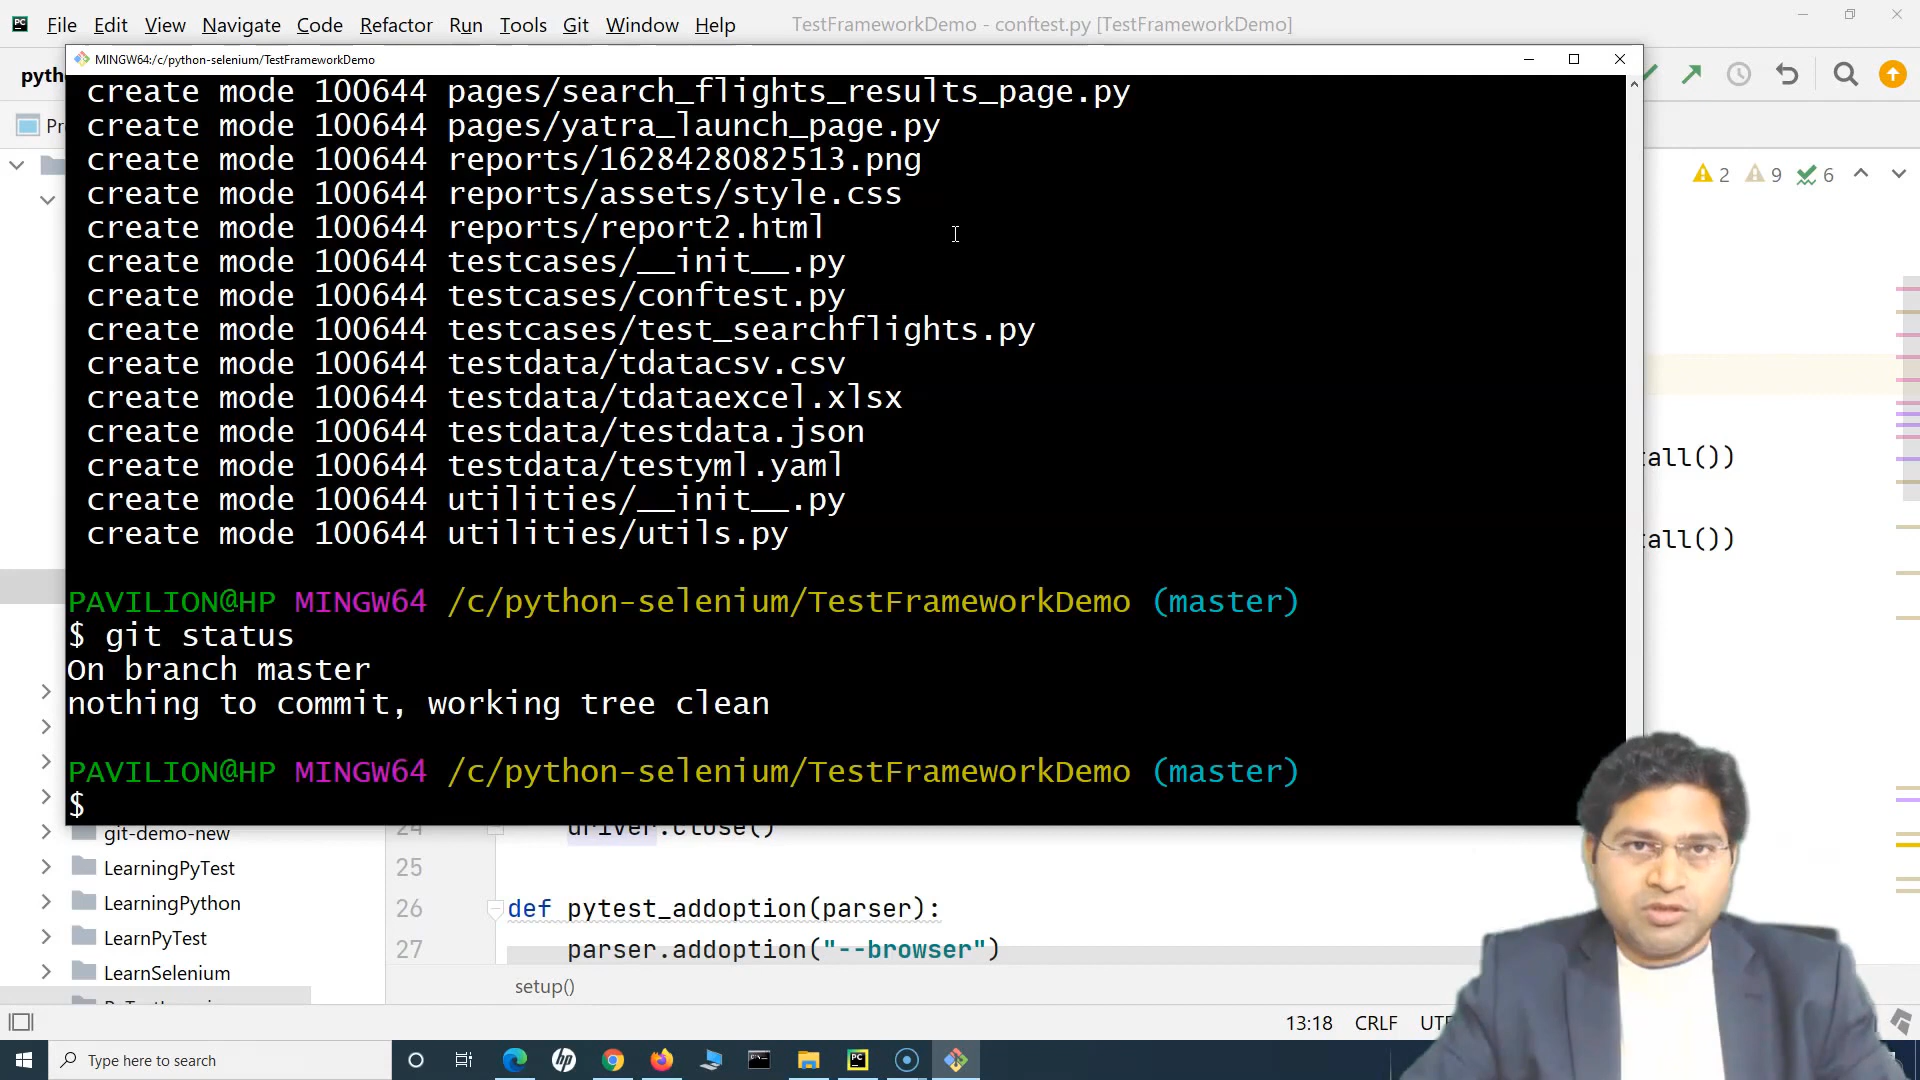 File Edit View Navigate Code Refactor Run Tools Git Window Help TestFrameworkDemo - conftest.py [TestFrameworkDemo]
MINGW64:/c/python-selenium/TestFrameworkDemo
create mode 100644 pages/search_flights_results_page.py
create mode 100644 pages/yatra_launch_page.py
create mode 100644 reports/1628428082513.png
create mode 100644 reports/assets/style.css
create mode 100644 reports/report2.html
create mode 100644 testcases/__init__.py
create mode 100644 testcases/conftest.py
create mode 100644 testcases/test_searchflights.py
create mode 100644 testdata/tdatacsv.csv
create mode 100644 testdata/tdataexcel.xlsx
create mode 100644 testdata/testdata.json
create mode 100644 testdata/testyml.yaml
create mode 100644 utilities/__init__.py
create mode 100644 utilities/utils.py
PAVILION@HP MINGW64 /c/python-selenium/TestFrameworkDemo (master)
$ git status
On branch master
nothing to commit, working tree clean
PAVILION@HP MINGW64 /c/python-selenium/TestFrameworkDemo (master)
$
pyth
Pr
2 9 6
tall())
tall())
git-demo-new
LearningPyTest
LearningPython
LearnPyTest
LearnSelenium
24 driver.close()
25
26 def pytest_addoption(parser):
27 parser.addoption("--browser")
setup()
13:18 CRLF UTF
Type here to search